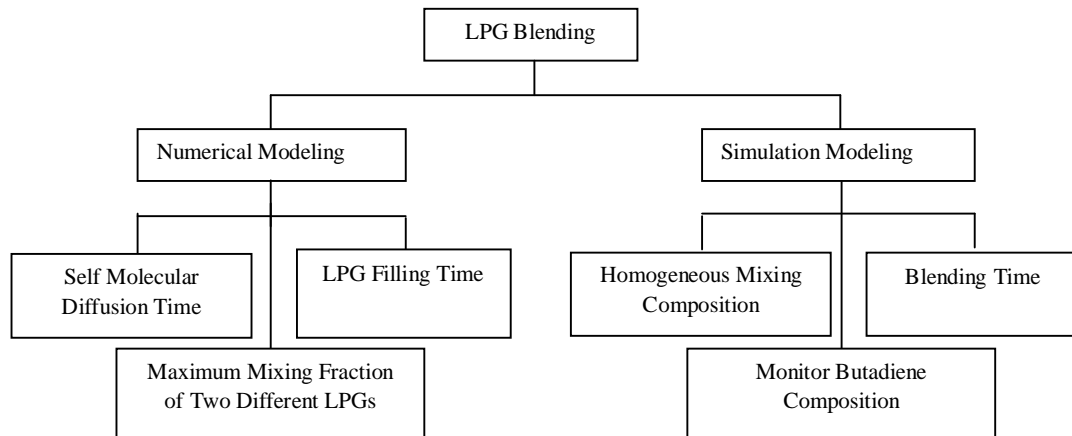 LPG Blending
Numerical Modeling
Simulation Modeling
Self Molecular
Diffusion Time
LPG Filling Time
Homogeneous Mixing
Composition
Blending Time
Maximum Mixing Fraction
of Two Different LPGs
Monitor Butadiene
Composition